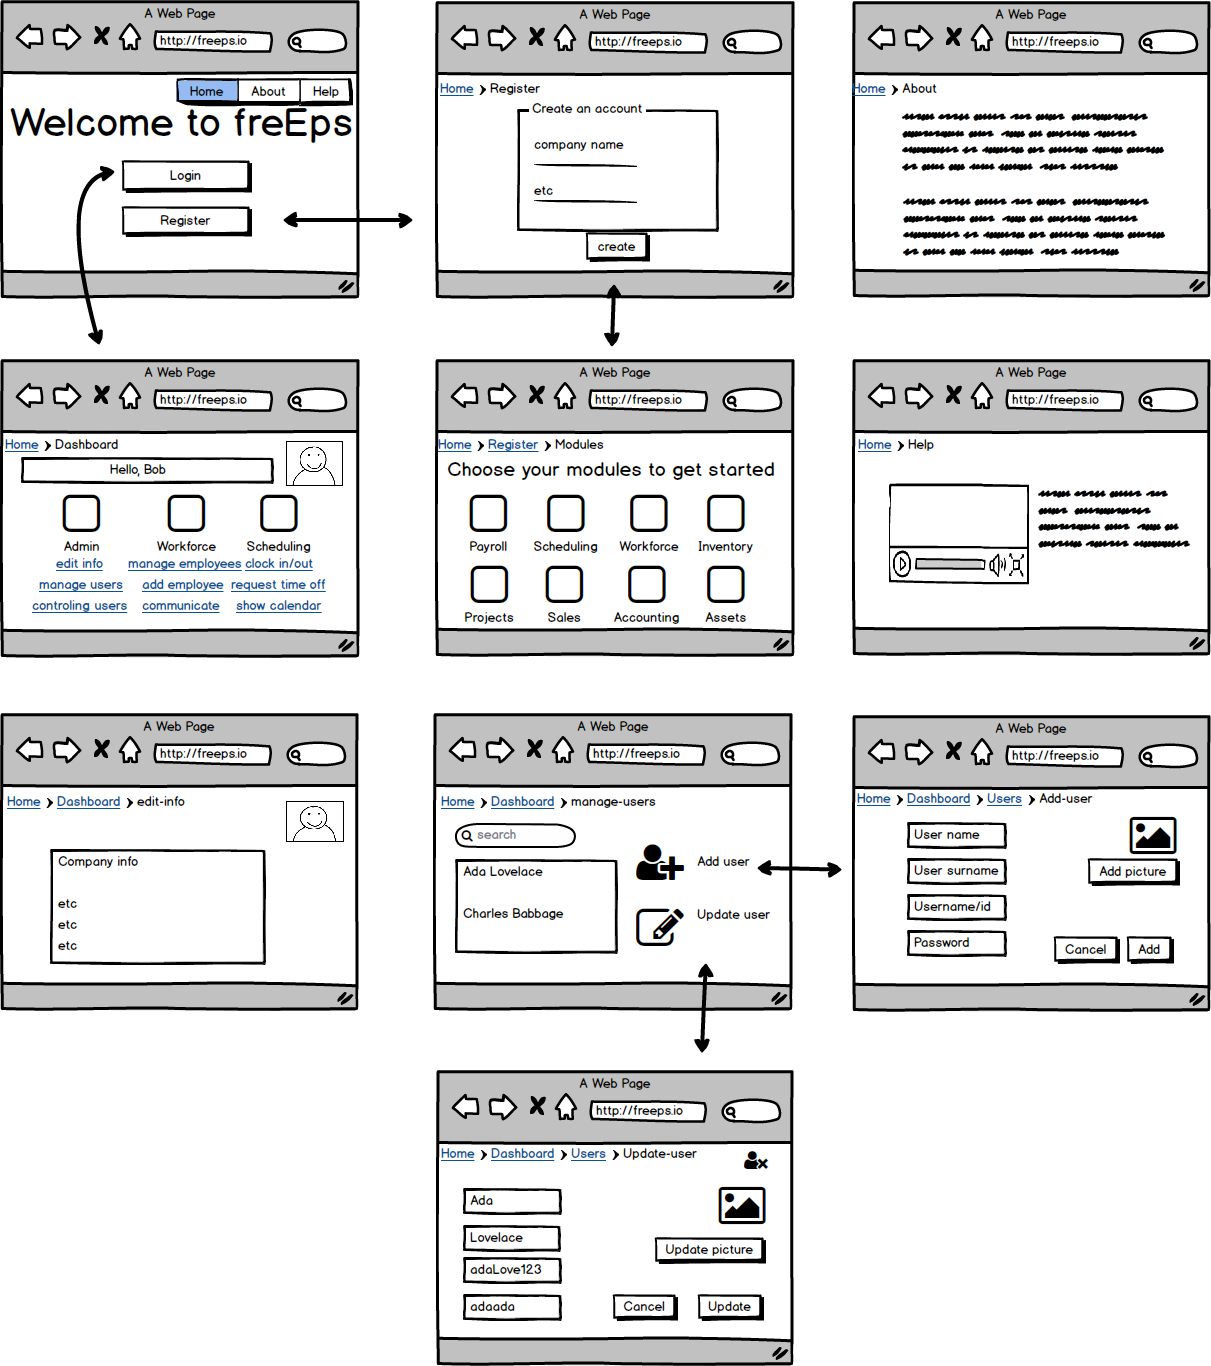 A Web Page
http://freeps.io
Home About Help
Welcome to freEps
Login
Register
A Web Page
http://freeps.io
Home Register
Create an account
company name
etc
create
A Web Page
http://freeps.io
Home About
A Web Page
http://freeps.io
Home Dashboard
Hello, Bob
Admin Workforce Scheduling
edit info manage employees clock in/out
manage users add employee request time off
controling users communicate show calendar
A Web Page
http://freeps.io
Home Register Modules
Choose your modules to get started
Payroll Scheduling Workforce Inventory
Projects Sales Accounting Assets
A Web Page
http://freeps.io
Home Help
A Web Page
http://freeps.io
Home Dashboard edit-info
Company info
etc
etc
etc
A Web Page
http://freeps.io
Home Dashboard manage-users
search
Ada Lovelace
Charles Babbage
Add user
Update user
A Web Page
http://freeps.io
Home Dashboard Users Add-user
User name
User surname
Username/id
Password
Add picture
Cancel Add
A Web Page
http://freeps.io
Home Dashboard Users Update-user
Ada
Lovelace
adaLove123
adaada
Update picture
Cancel Update